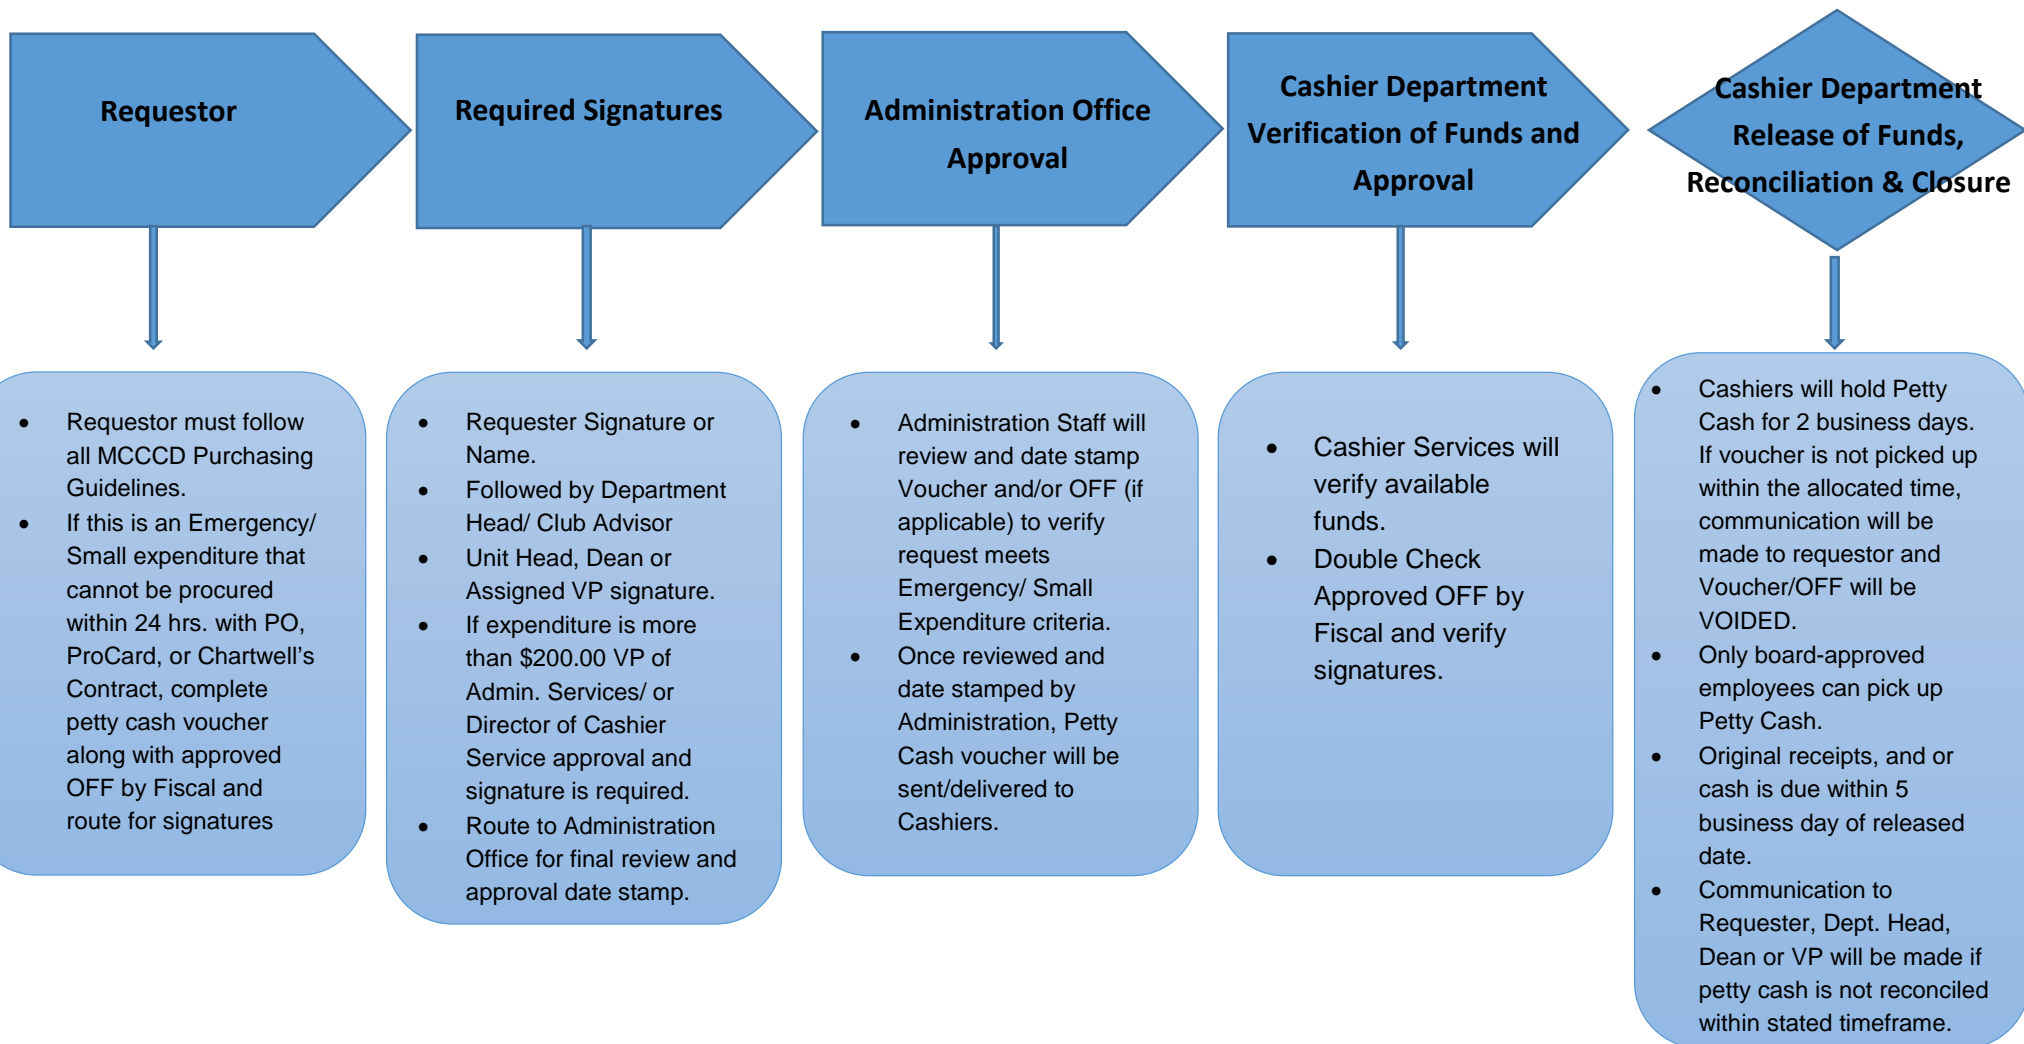 Requestor
Required Signatures
Administration Office
Approval
Cashier Department
Verification of Funds and
Approval
Cashier Department
Release of Funds,
Reconciliation & Closure
• Requestor must follow
all MCCCD Purchasing
Guidelines.
• If this is an Emergency/
Small expenditure that
cannot be procured
within 24 hrs. with PO,
ProCard, or Chartwell’s
Contract, complete
petty cash voucher
along with approved
OFF by Fiscal and
route for signatures
• Requester Signature or
Name.
• Followed by Department
Head/ Club Advisor
• Unit Head, Dean or
Assigned VP signature.
• If expenditure is more
than $200.00 VP of
Admin. Services/ or
Director of Cashier
Service approval and
signature is required.
• Route to Administration
Office for final review and
approval date stamp.
• Administration Staff will
review and date stamp
Voucher and/or OFF (if
applicable) to verify
request meets
Emergency/ Small
Expenditure criteria.
• Once reviewed and
date stamped by
Administration, Petty
Cash voucher will be
sent/delivered to
Cashiers.
• Cashier Services will
verify available
funds.
• Double Check
Approved OFF by
Fiscal and verify
signatures.
• Cashiers will hold Petty
Cash for 2 business days.
If voucher is not picked up
within the allocated time,
communication will be
made to requestor and
Voucher/OFF will be
VOIDED.
• Only board-approved
employees can pick up
Petty Cash.
• Original receipts, and or
cash is due within 5
business day of released
date.
• Communication to
Requester, Dept. Head,
Dean or VP will be made if
petty cash is not reconciled
within stated timeframe.